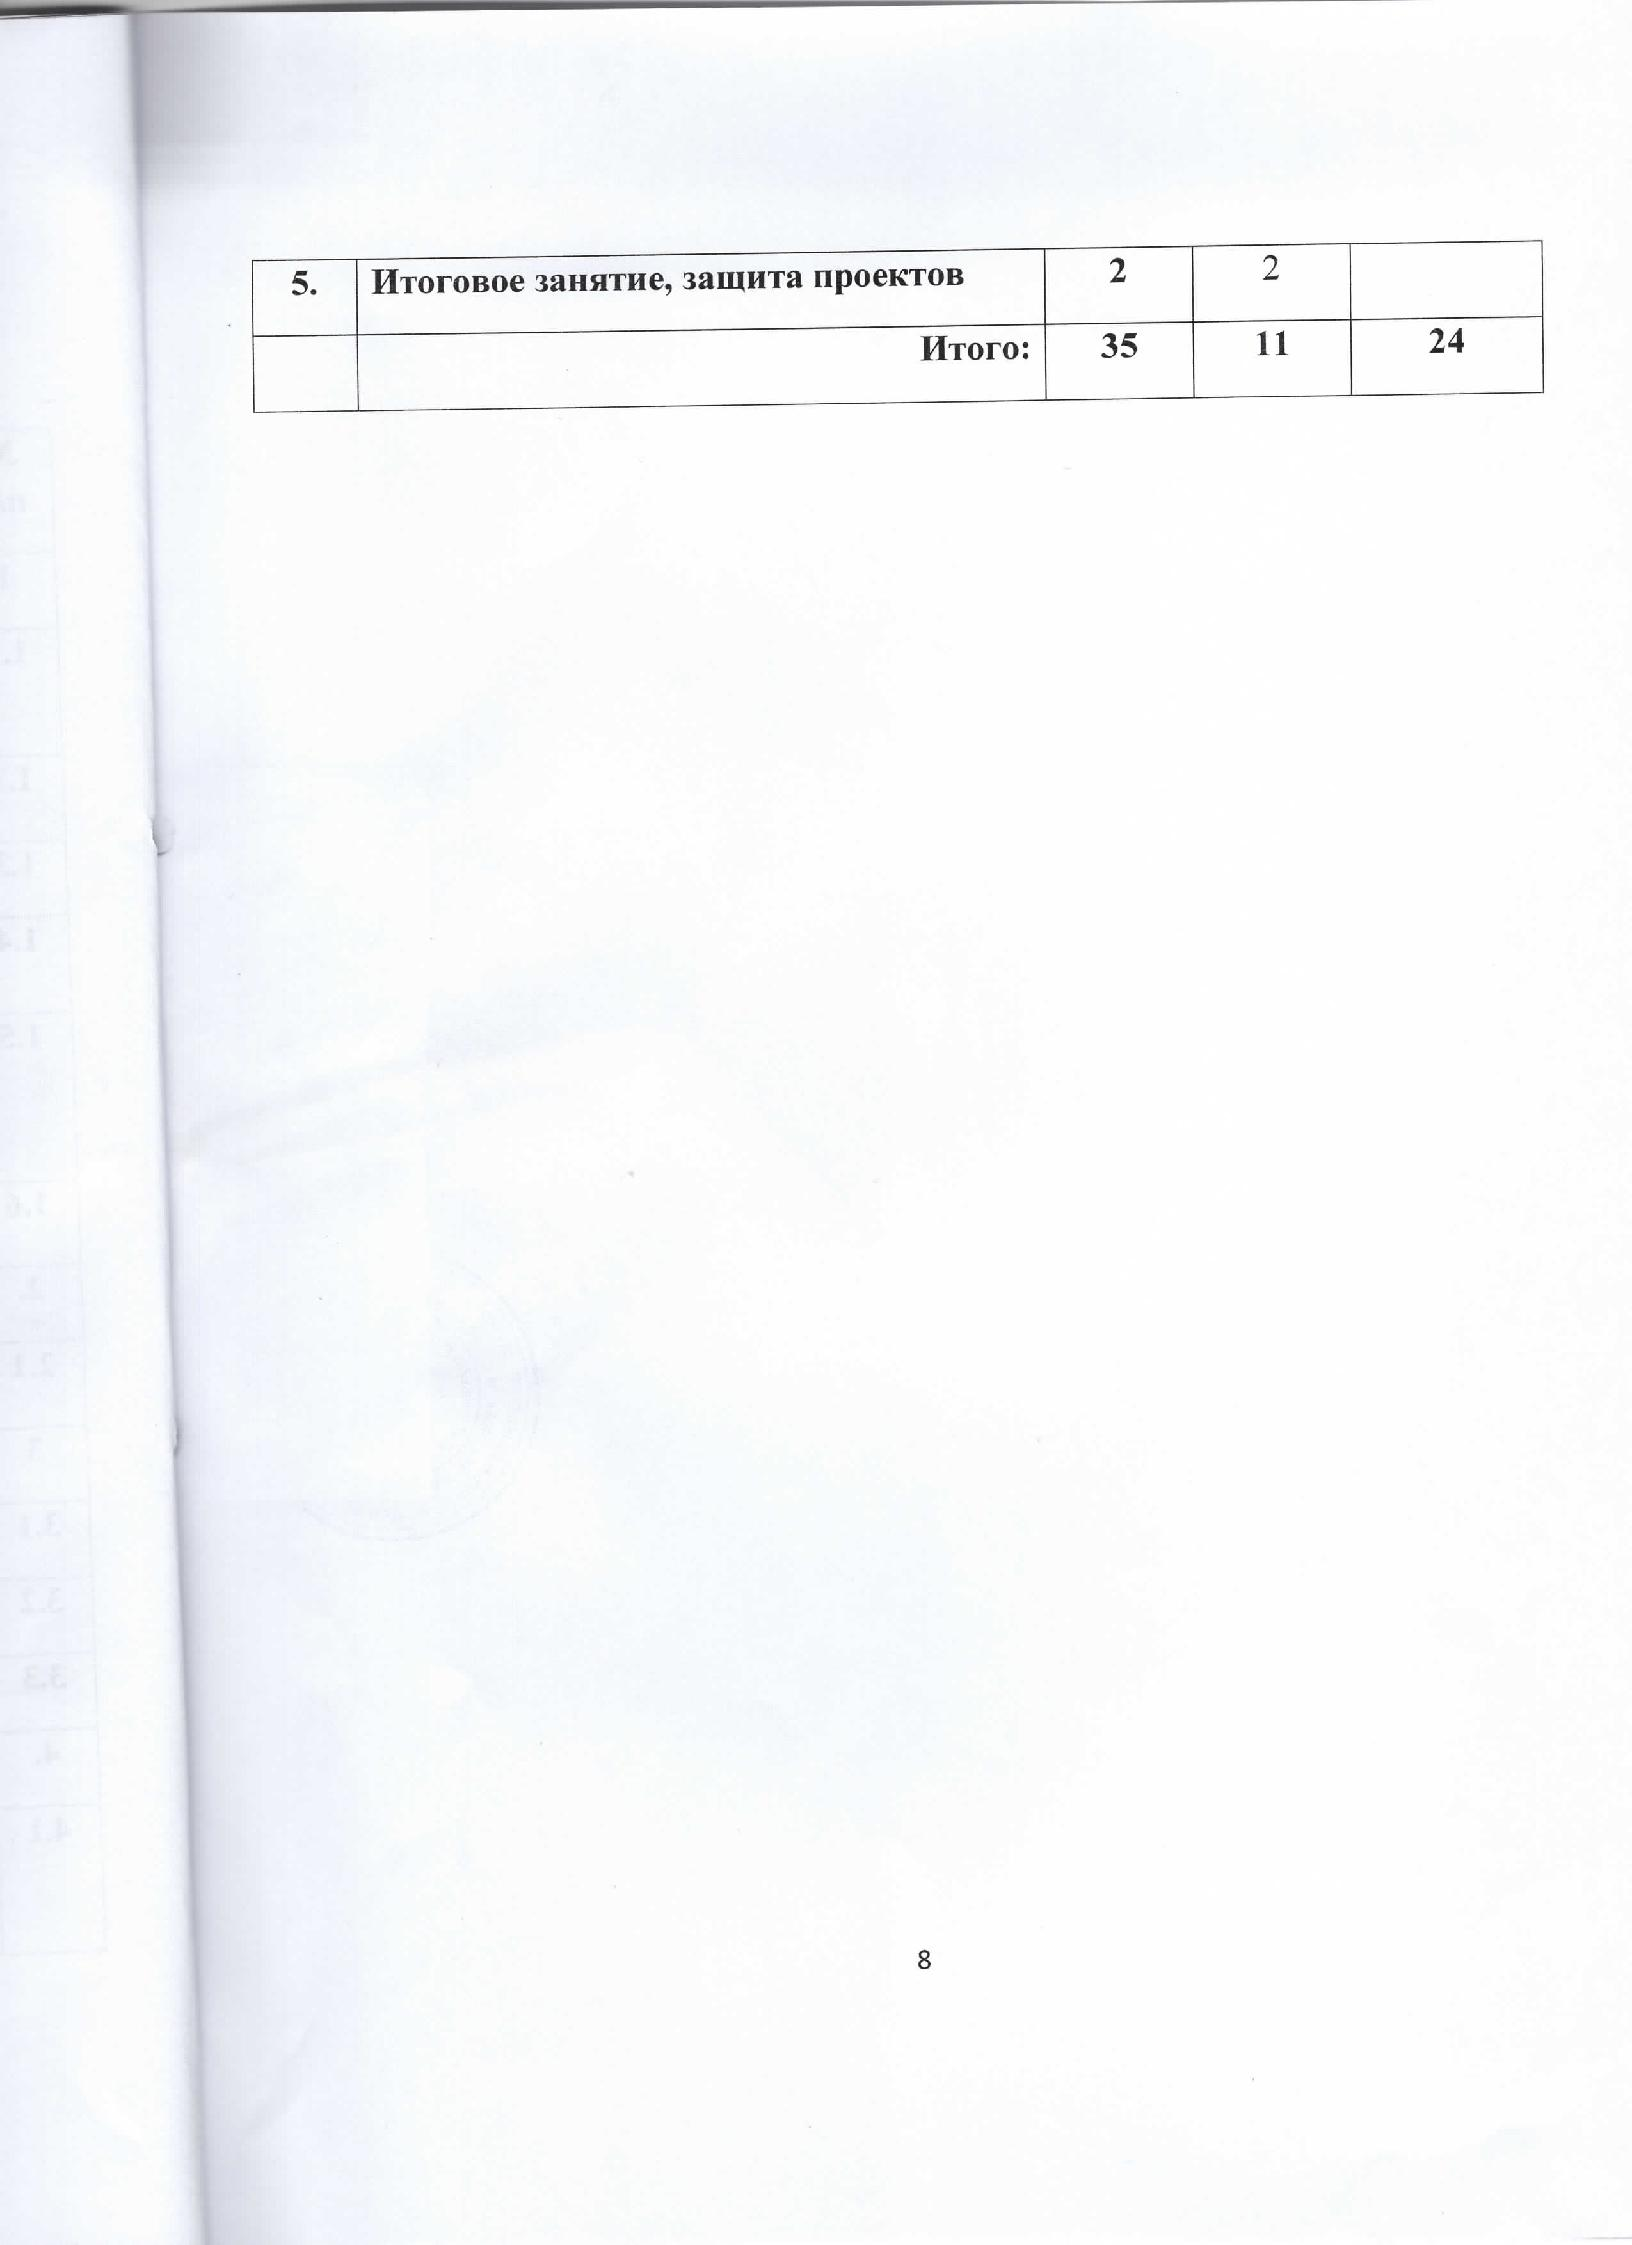 5. Итоговое занятие, защита проектов 2 2
Итого: 35 11 24
8